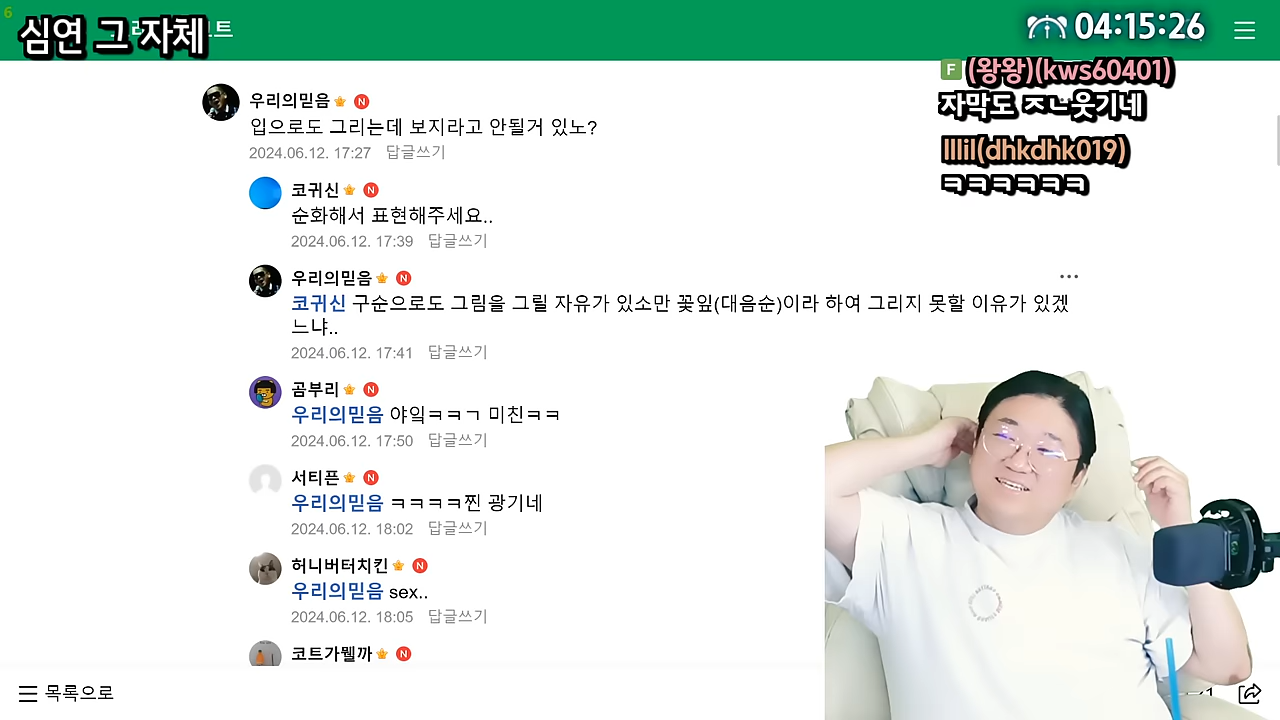 6
심연 그 자체
트
04:15:26
F (왕왕)(kws60401)
자막도 ㅈㄴ웃기네
lllil(dhkdhk019)
ㅋㅋㅋㅋㅋㅋ
우리의믿음 N
입으로도 그리는데 보지라고 안될거 있노?
2024.06.12. 17:27 답글쓰기
코귀신 N
순화해서 표현해주세요..
2024.06.12. 17:39 답글쓰기
우리의믿음 N
코귀신 구순으로도 그림을 그릴 자유가 있소만 꽃잎(대음순)이라 하여 그리지 못할 이유가 있겠
느냐..
2024.06.12. 17:41 답글쓰기
곰부리 N
우리의믿음 야잌ㅋㅋㄱ 미친ㅋㅋ
2024.06.12. 17:50 답글쓰기
서티픈 N
우리의믿음 ㅋㅋㅋㅋ찐 광기네
2024.06.12. 18:02 답글쓰기
허니버터치킨 N
우리의믿음 sex..
2024.06.12. 18:05 답글쓰기
코트가뭴까 N
목록으로